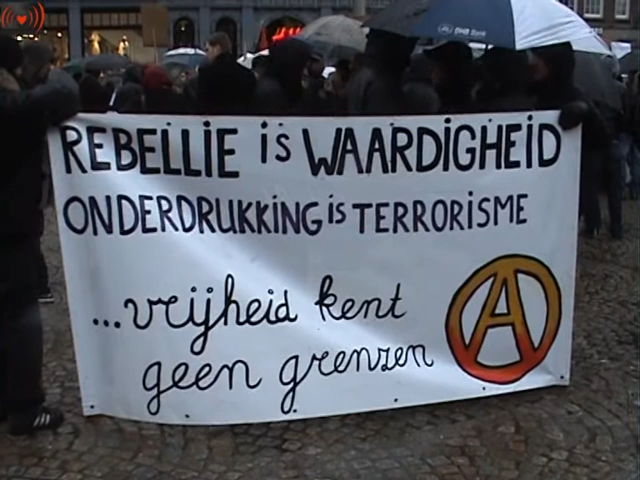 REBELLIE is WAARDIGHEID
ONDERDRUKKING is TERRORISME
...vrijheid kent
geen grenzen
A